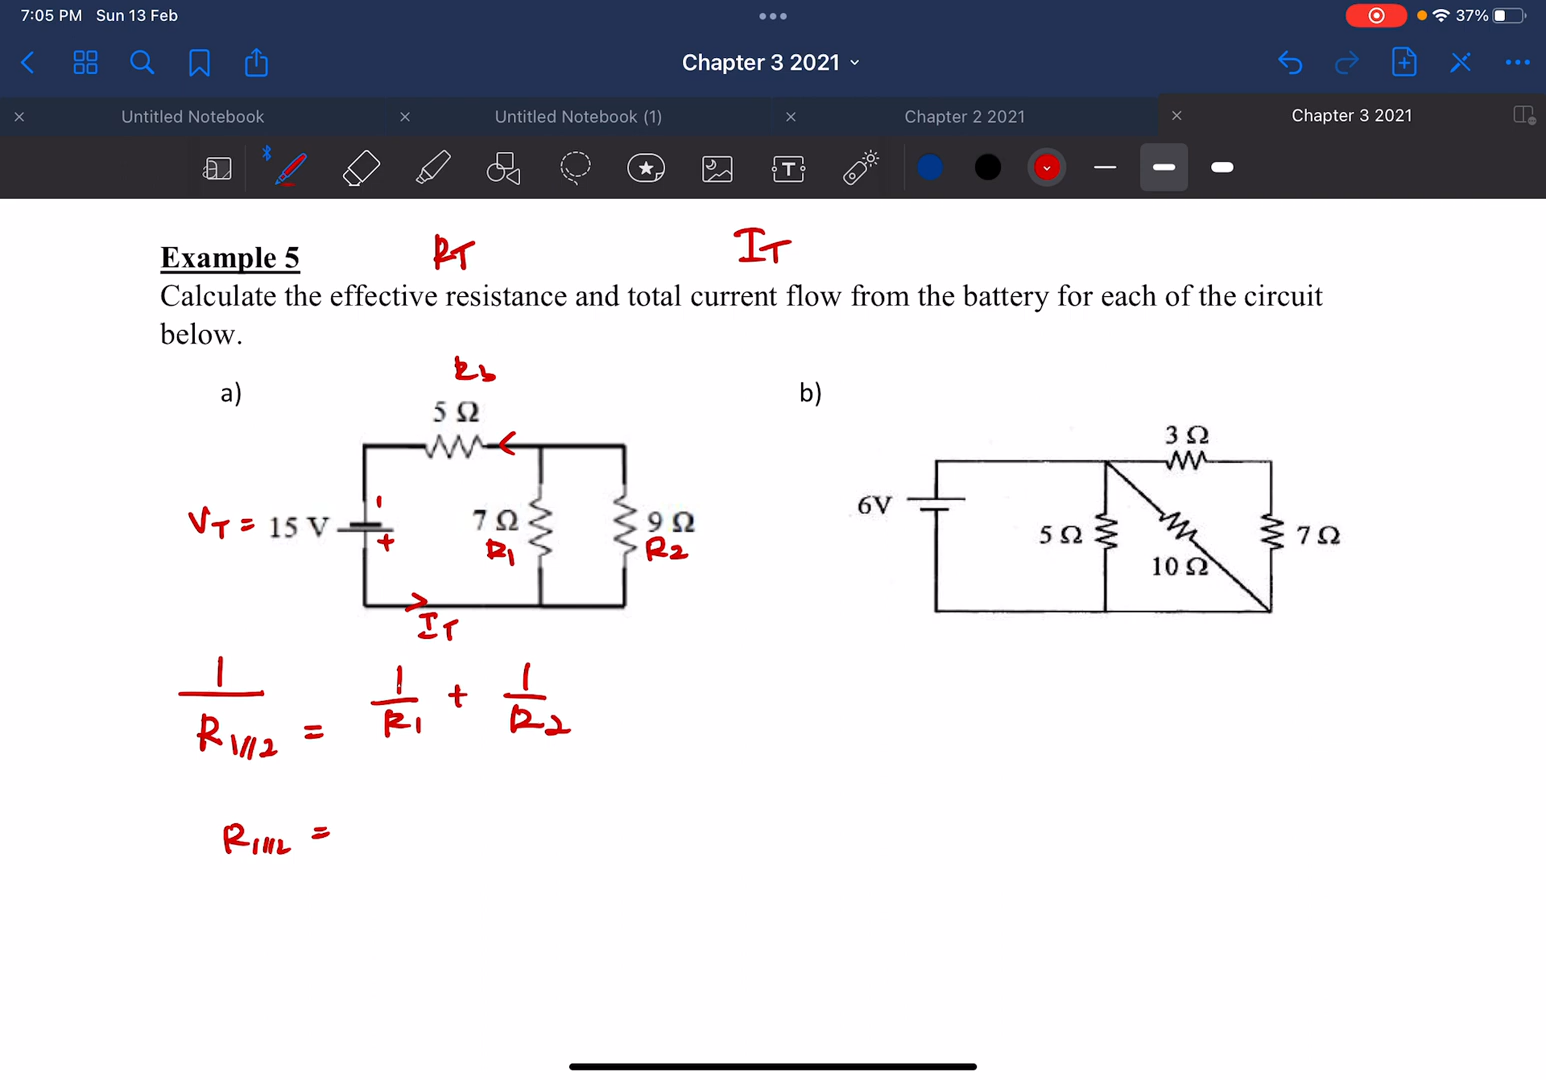 7:05 PM Sun 13 Feb
37%
Chapter 3 2021
Untitled Notebook
Untitled Notebook (1)
Chapter 2 2021
Chapter 3 2021
T
RT
IT
Example 5
Calculate the effective resistance and total current flow from the battery for each of the circuit
below.
a)
5 Ω
VT = 15 V
+
7 Ω
R1
9 Ω
R2
IT
b)
3 Ω
6V
5 Ω
10 Ω
7 Ω
1/R1//2 = 1/R1 + 1/R2
R1//2 =